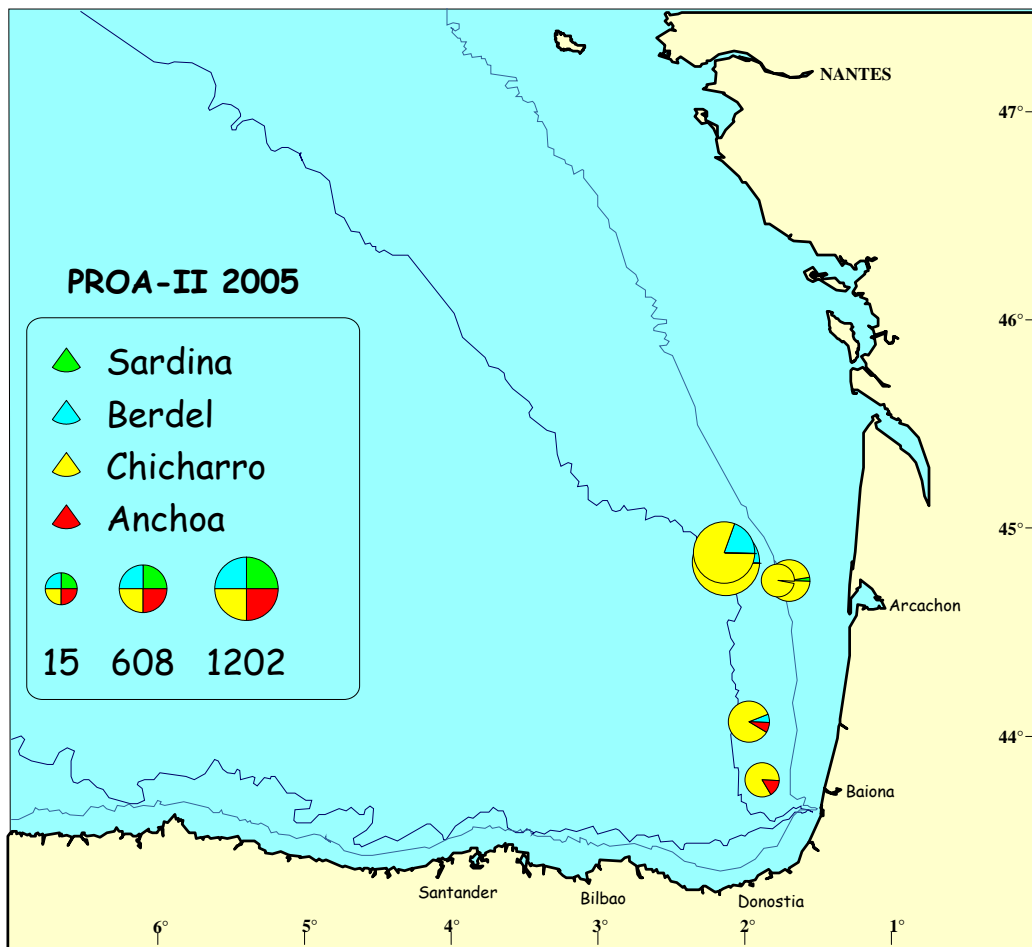 NANTES
47°
PROA-II 2005
46°
Sardina
Berdel
Chicharro
Anchoa
45°
Arcachon
15 608 1202
44°
Baiona
Santander
Bilbao
Donostia
6° 5° 4° 3° 2° 1°